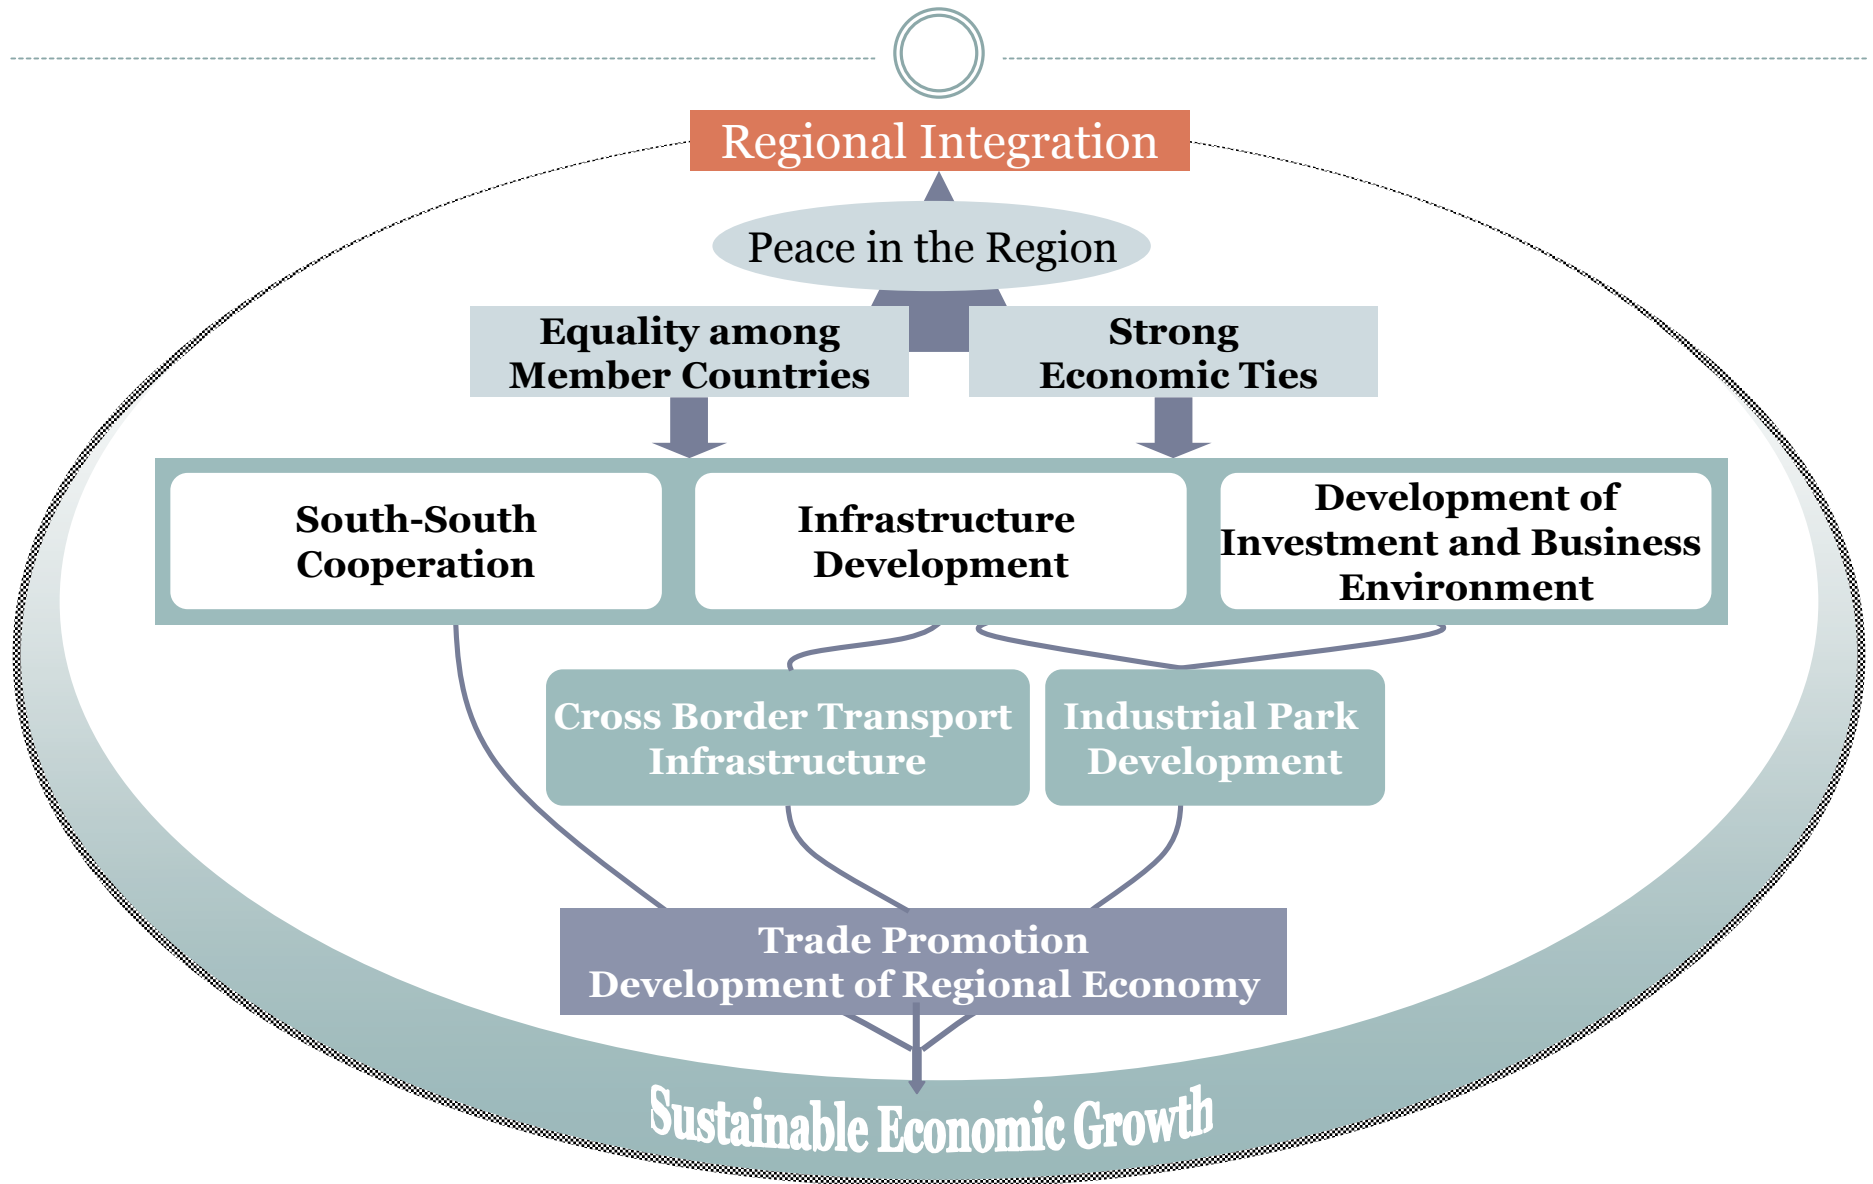 Regional Integration
Peace in the Region
Equality among
Member Countries
Strong
Economic Ties
South-South
Cooperation
Infrastructure
Development
Development of
Investment and Business
Environment
Cross Border Transport
Infrastructure
Industrial Park
Development
Trade Promotion
Development of Regional Economy
Sustainable Economic Growth